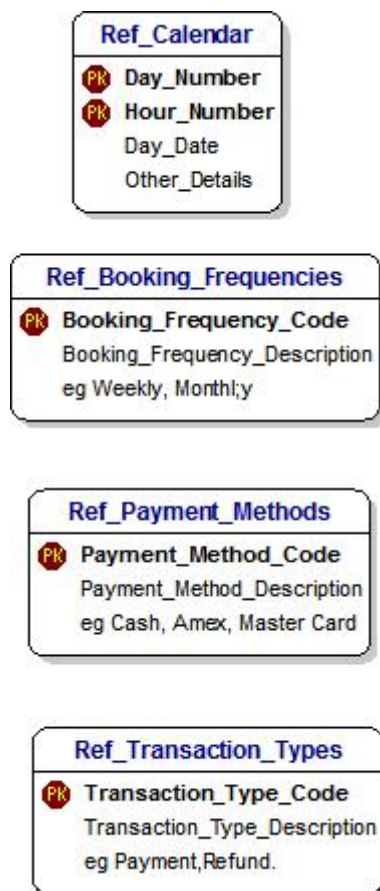 Ref_Calendar
PK Day_Number
PK Hour_Number
Day_Date
Other_Details
Ref_Booking_Frequencies
PK Booking_Frequency_Code
Booking_Frequency_Description
eg Weekly, Monthl;y
Ref_Payment_Methods
PK Payment_Method_Code
Payment_Method_Description
eg Cash, Amex, Master Card
Ref_Transaction_Types
PK Transaction_Type_Code
Transaction_Type_Description
eg Payment,Refund.